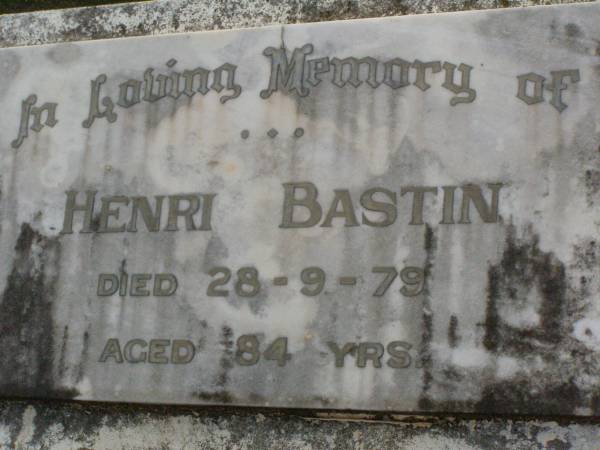 In Loving Memory of
...
HENRI BASTIN
DIED 28-9-79
AGED 84 YRS.